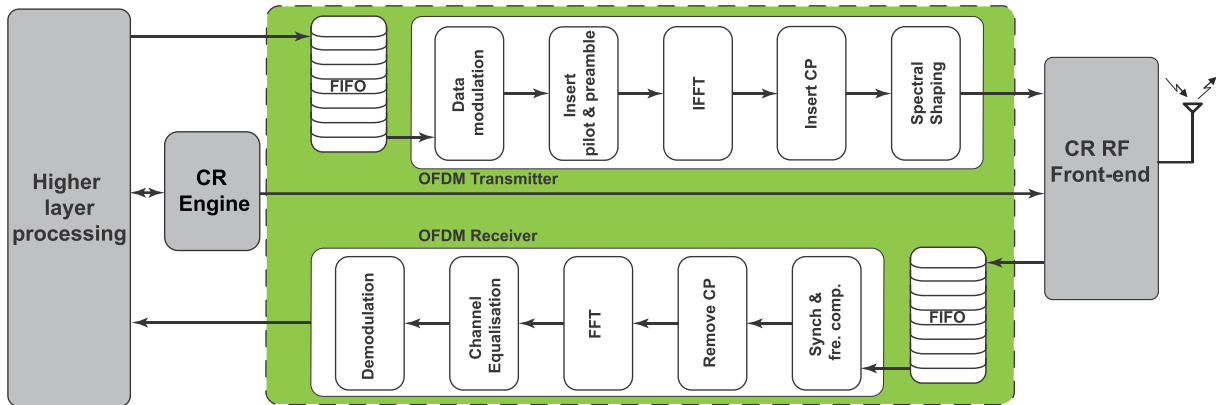 Higher
layer
processing
CR
Engine
FIFO
Data
modulation
Insert
pilot & preamble
IFFT
Insert CP
Spectral
Shaping
OFDM Transmitter
CR RF
Front-end
OFDM Receiver
Demodulation
Channel
Equalisation
FFT
Remove CP
Synch &
fre. comp.
FIFO